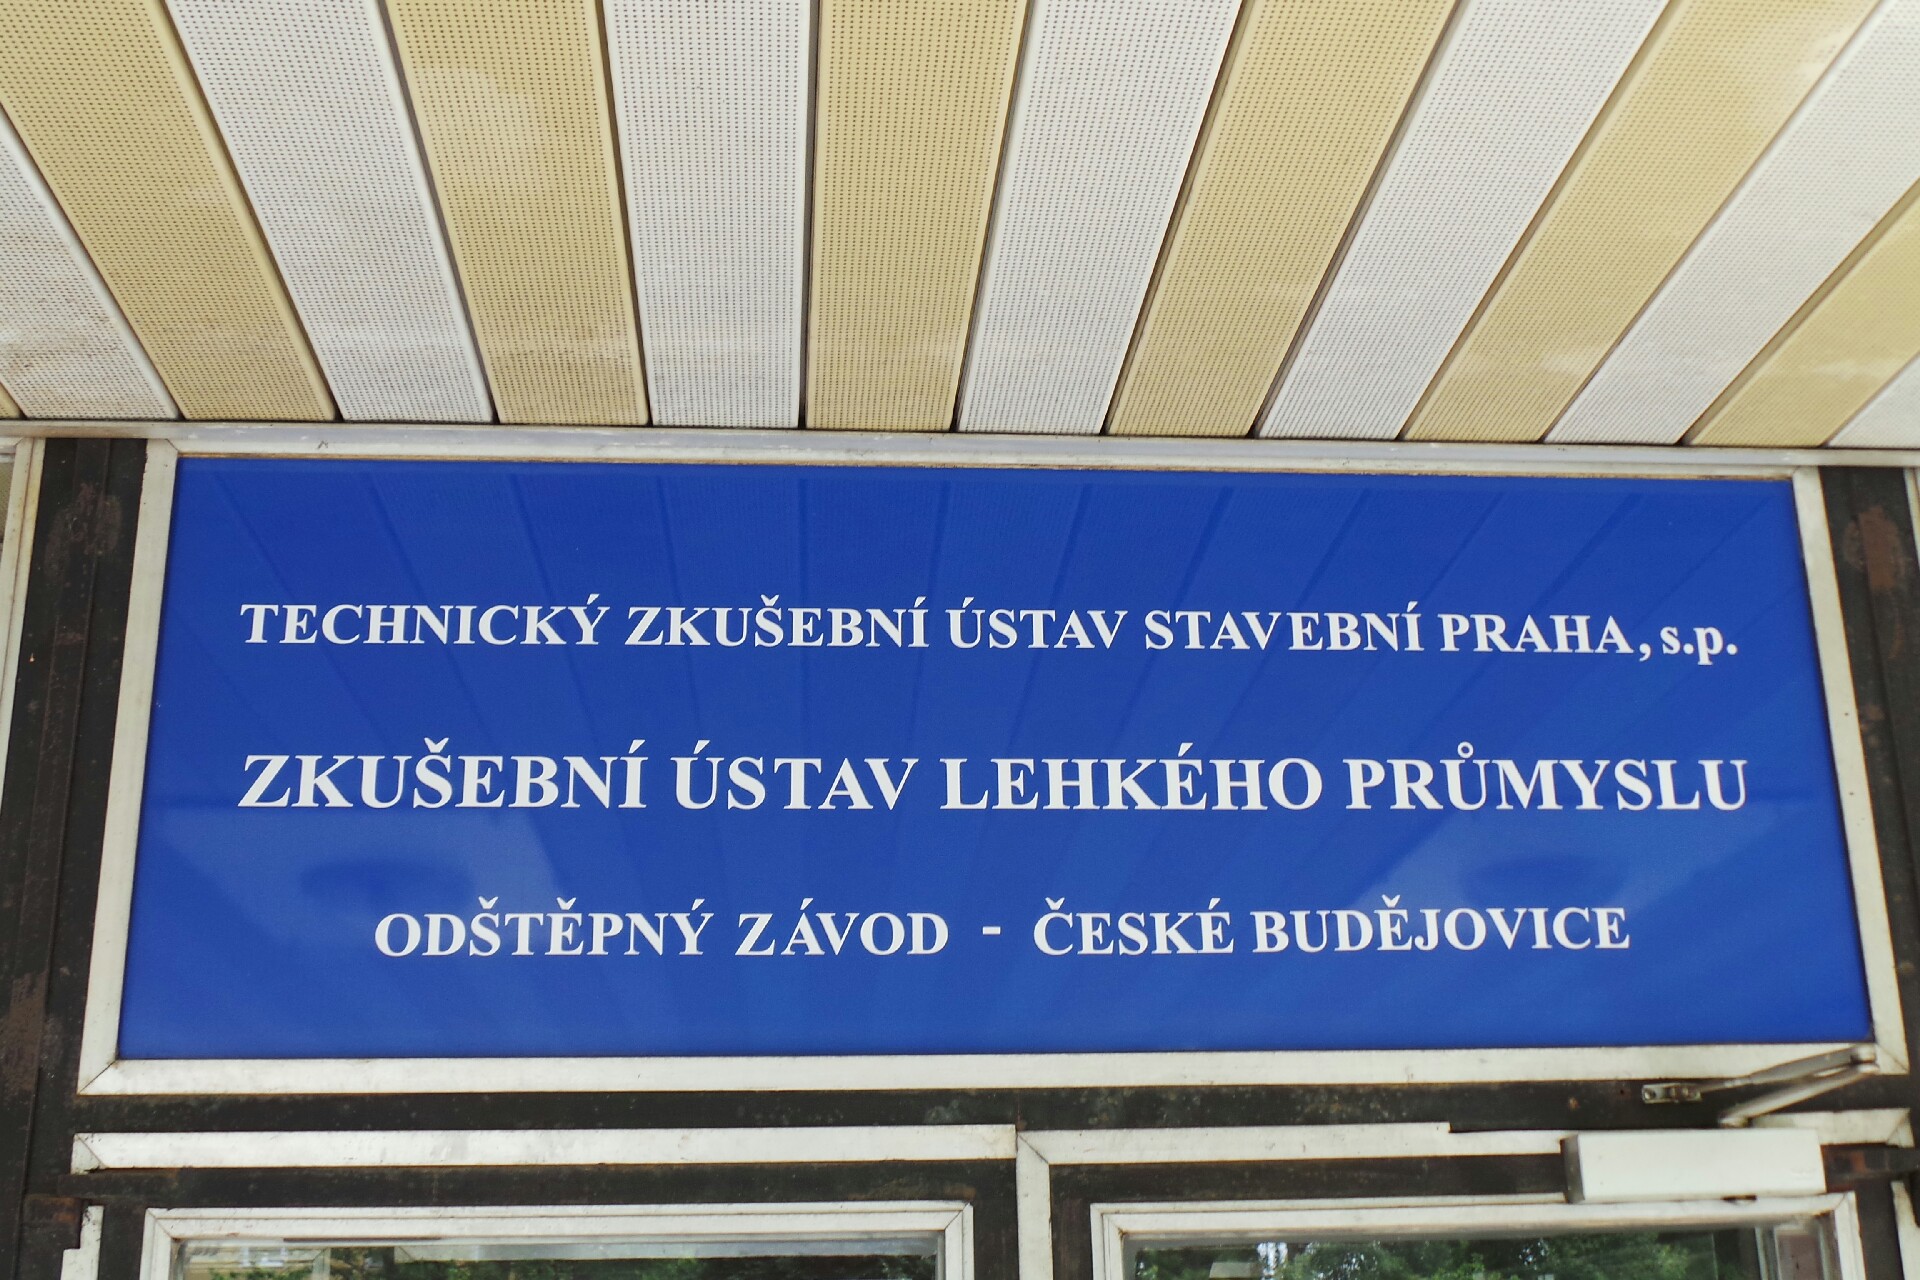 TECHNICKÝ ZKUŠEBNÍ ÚSTAV STAVEBNÍ PRAHA, s.p.
ZKUŠEBNÍ ÚSTAV LEHKÉHO PRŮMYSLU
ODŠTĚPNÝ ZÁVOD - ČESKÉ BUDĚJOVICE